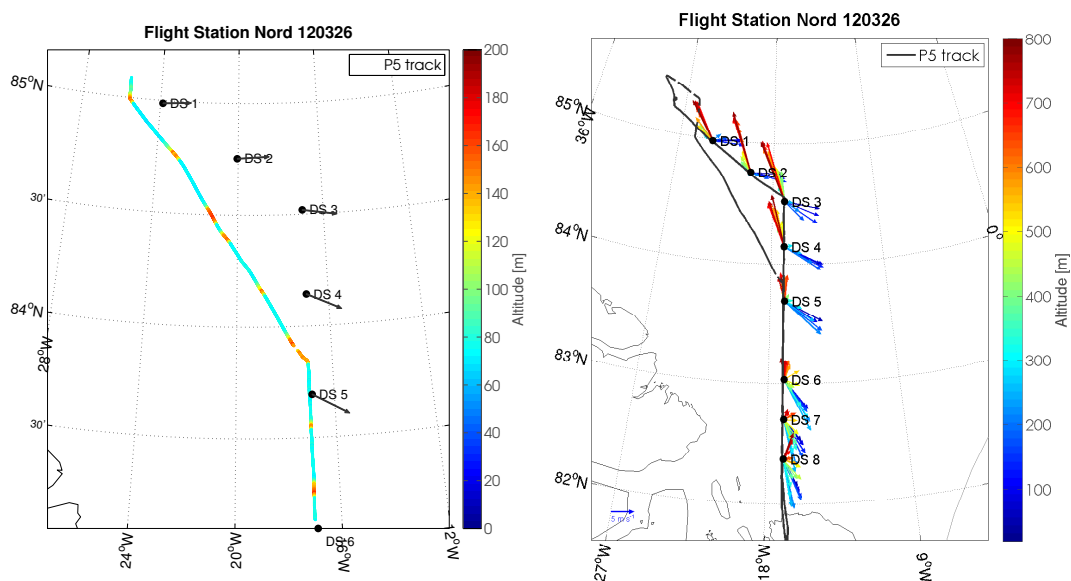 Flight Station Nord 120326
P5 track
85°N
30'
84°N
30'
28°W
24°W
20°W
16°W
12°W
DS 1
DS 2
DS 3
DS 4
DS 5
DS 6
200
180
160
140
120
100
80
60
40
20
0
Altitude [m]
Flight Station Nord 120326
P5 track
85°N
36°W
84°N
83°N
82°N
27°W
18°W
9°W
0°
DS 1
DS 2
DS 3
DS 4
DS 5
DS 6
DS 7
DS 8
5 m s⁻¹
800
700
600
500
400
300
200
100
Altitude [m]